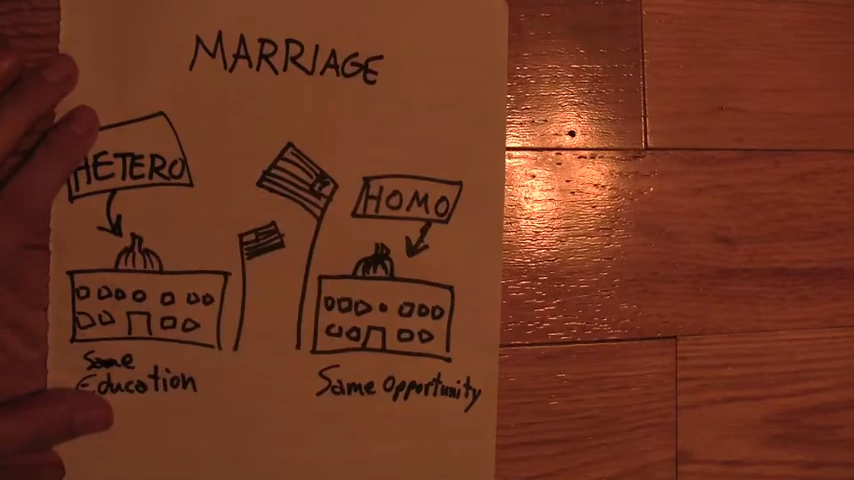 MARRIAGE
HETERO
HOMO
Same
Education
Same Opportunity